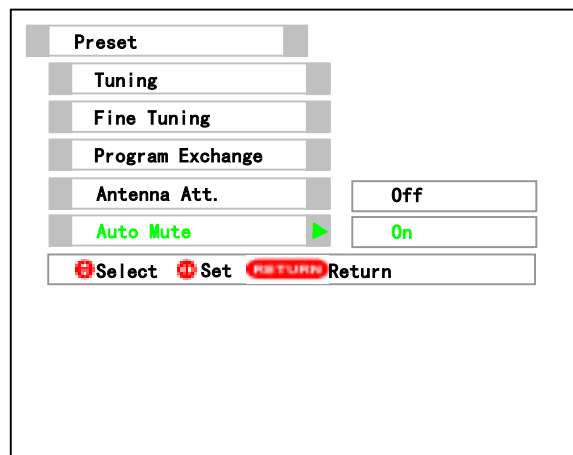 Preset
Tuning
Fine Tuning
Program Exchange
Antenna Att. Off
Auto Mute On
Select Set RETURN Return